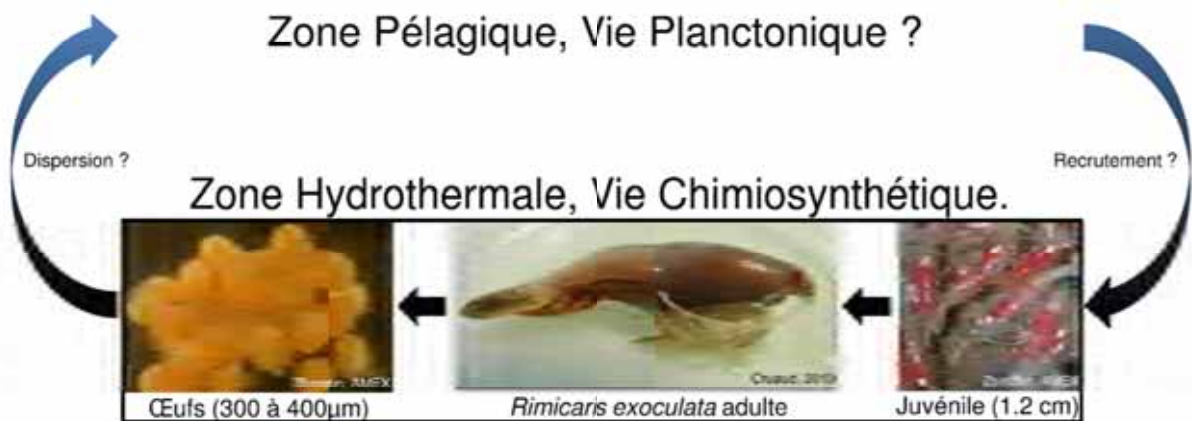 Zone Pélagique, Vie Planctonique ?
Dispersion ?
Recrutement ?
Zone Hydrothermale, Vie Chimiosynthétique.
Œufs (300 à 400µm)
Rimicaris exoculata adulte
Juvénile (1.2 cm)